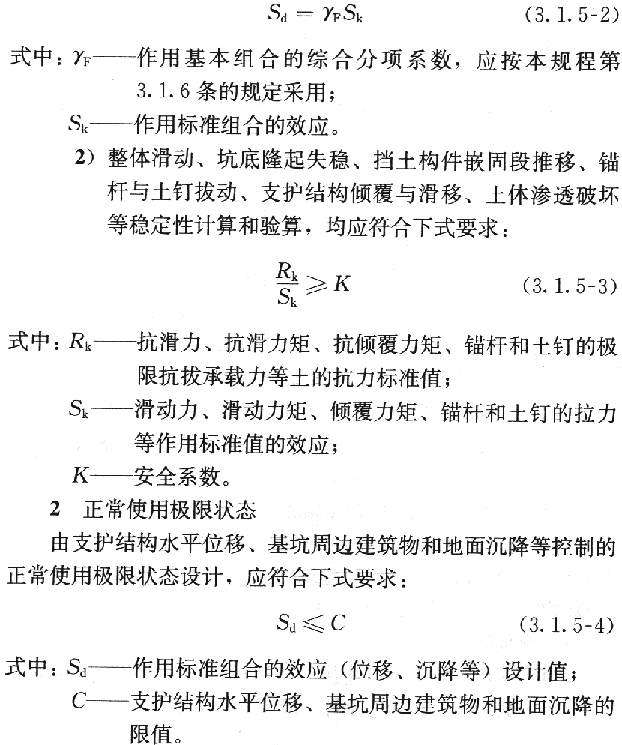 S_d = γ_F S_k (3.1.5-2)
式中：γ_F——作用基本组合的综合分项系数，应按本规程第
3.1.6条的规定采用；
S_k——作用标准组合的效应。
2）整体滑动、坑底隆起失稳、挡土构件嵌固段推移、锚
杆与土钉拔动、支护结构倾覆与滑移、土体渗透破坏
等稳定性计算和验算，均应符合下式要求：
R_k/S_k ⩾ K (3.1.5-3)
式中：R_k——抗滑力、抗滑力矩、抗倾覆力矩、锚杆和土钉的极
限抗拔承载力等土的抗力标准值；
S_k——滑动力、滑动力矩、倾覆力矩、锚杆和土钉的拉力
等作用标准值的效应；
K——安全系数。
2 正常使用极限状态
由支护结构水平位移、基坑周边建筑物和地面沉降等控制的
正常使用极限状态设计，应符合下式要求：
S_d ⩽ C (3.1.5-4)
式中：S_d——作用标准组合的效应（位移、沉降等）设计值；
C——支护结构水平位移、基坑周边建筑物和地面沉降的
限值。